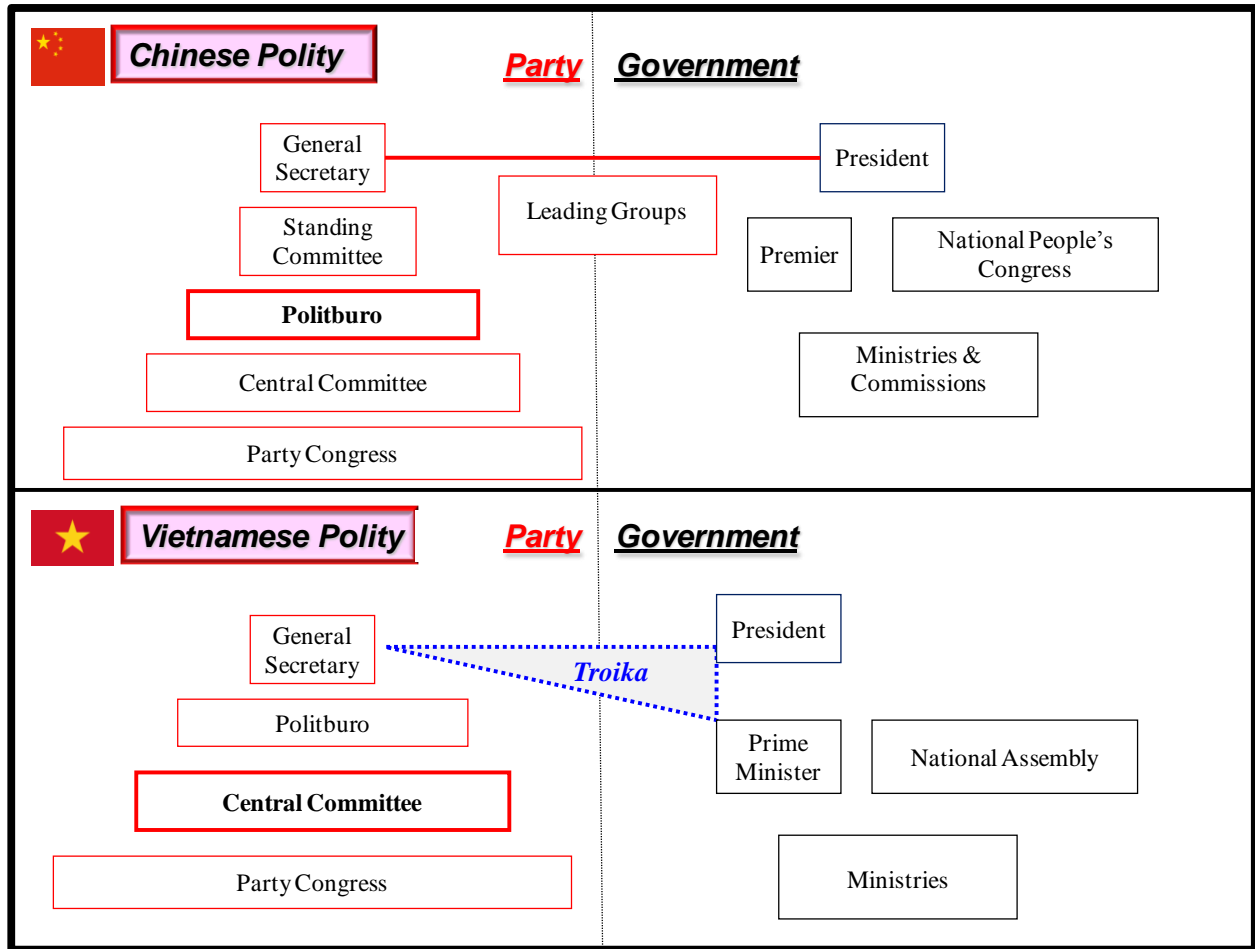 Chinese Polity
Party
Government
General
Secretary
President
Leading Groups
Standing
Committee
Premier
National People's
Congress
Politburo
Ministries &
Commissions
Central Committee
Party Congress
Vietnamese Polity
Party
Government
General
Secretary
President
Troika
Politburo
Prime
Minister
National Assembly
Central Committee
Party Congress
Ministries